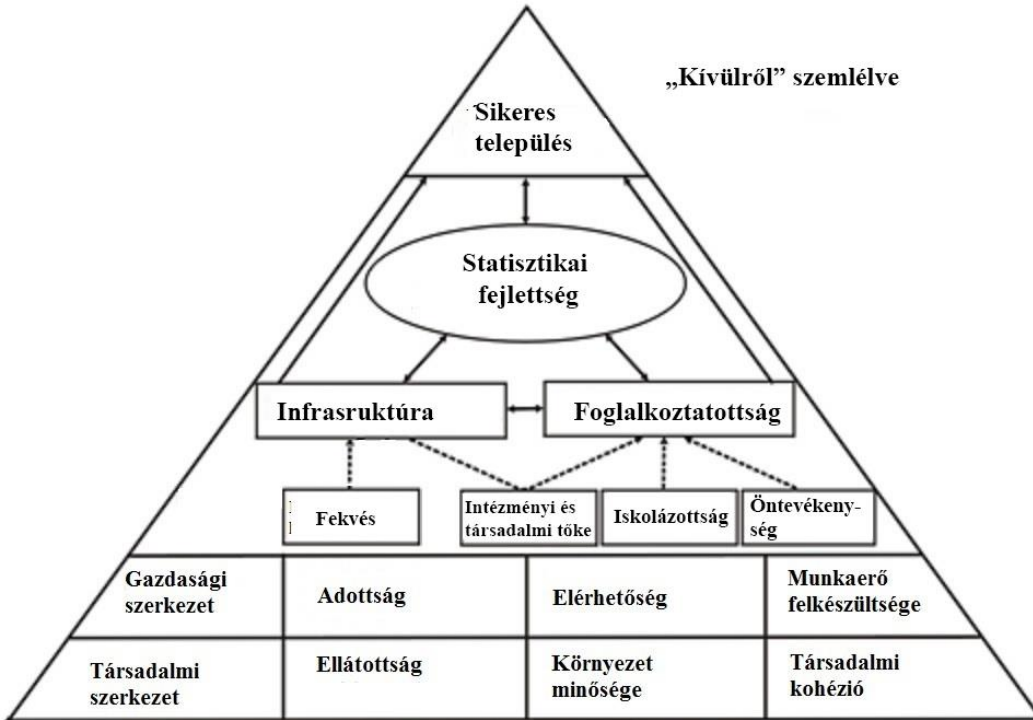 „Kívülről” szemlélve
Sikeres
település
Statisztikai
fejlettség
Infrasruktúra
Foglalkoztatottság
Fekvés
Intézményi és
társadalmi tőke
Iskolázottság
Öntevékeny-
ség
Gazdasági
szerkezet
Adottság
Elérhetőség
Munkaerő
felkészültsége
Társadalmi
szerkezet
Ellátottság
Környezet
minősége
Társadalmi
kohézió